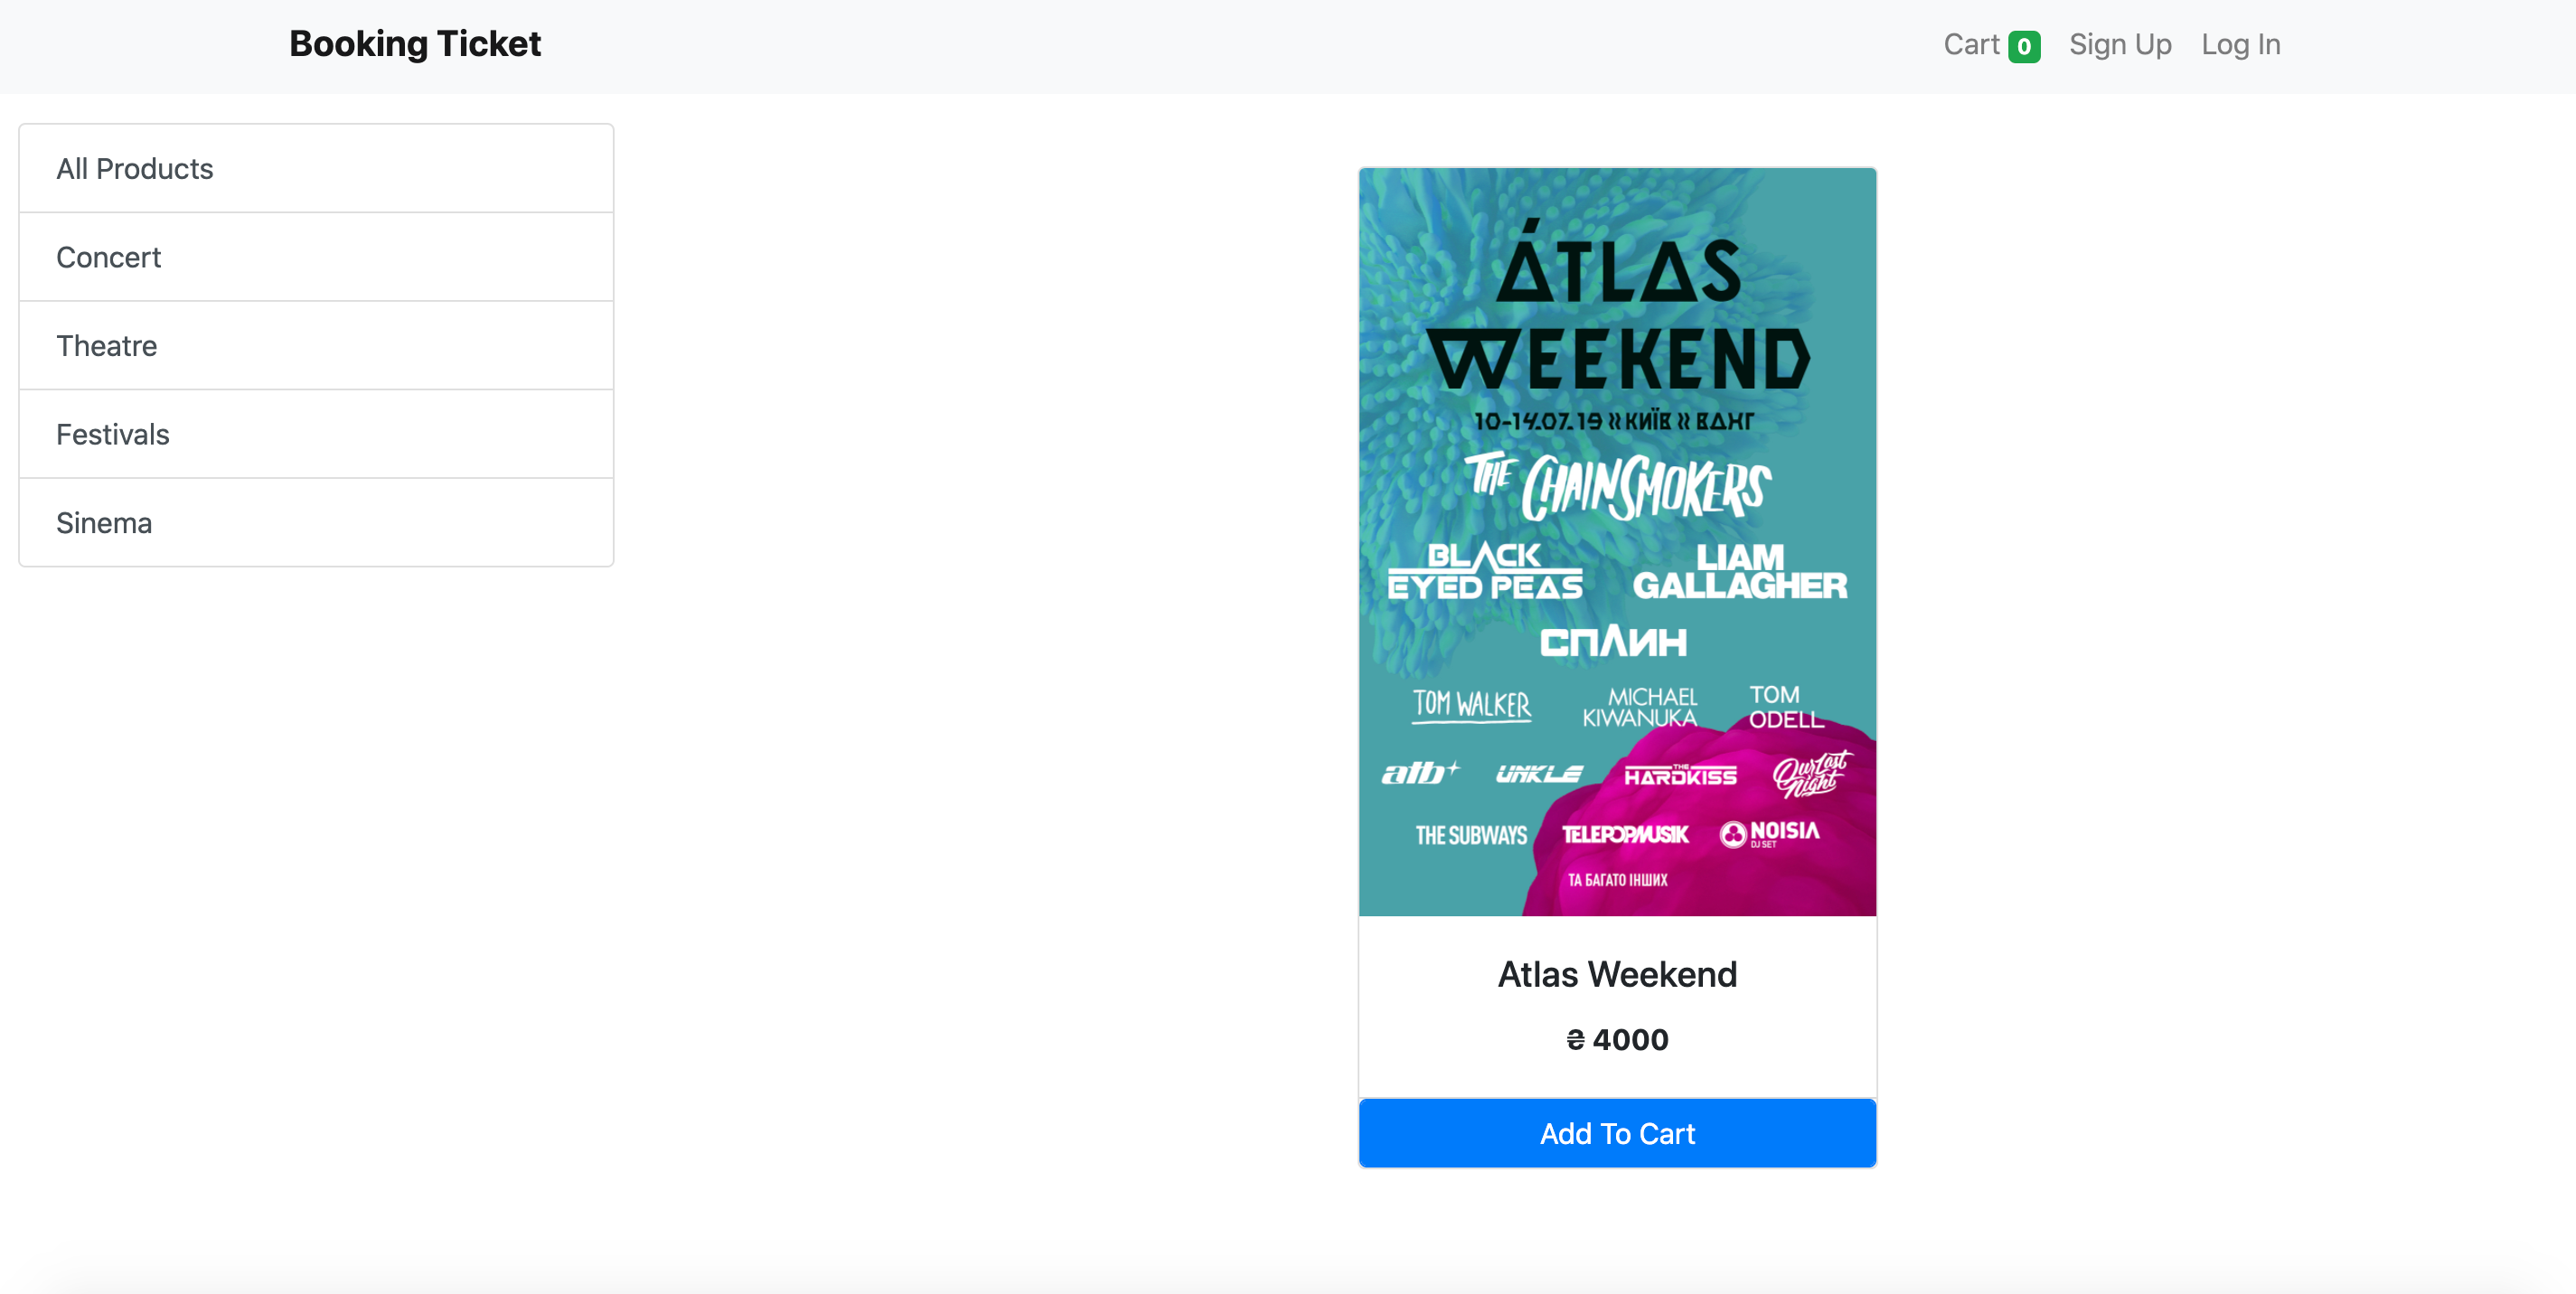 Booking Ticket
Cart 0 Sign Up Log In
All Products
Concert
Theatre
Festivals
Sinema
ÁTLAS
WEEKEND
10-14.07.19 » КИЇВ » ВДНГ
THE CHAINSMOKERS
BLACK
EYED PEAS
LIAM
GALLAGHER
СПЛИН
TOM WALKER
MICHAEL
KIWANUKA
TOM
ODELL
atb
UNKLE
THE
HARDKISS
Our Last
Night
THE SUBWAYS
TELEPOPMUSIK
NOISIA
DJ SET
ТА БАГАТО ІНШИХ
Atlas Weekend
₴ 4000
Add To Cart